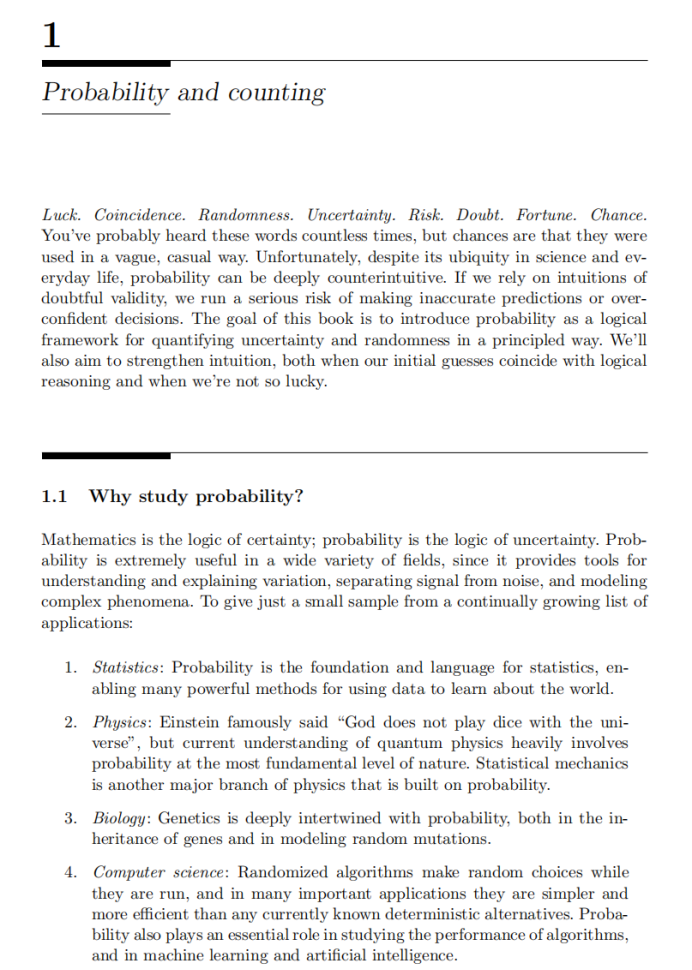 1
Probability and counting
Luck. Coincidence. Randomness. Uncertainty. Risk. Doubt. Fortune. Chance.
You've probably heard these words countless times, but chances are that they were
used in a vague, casual way. Unfortunately, despite its ubiquity in science and ev-
eryday life, probability can be deeply counterintuitive. If we rely on intuitions of
doubtful validity, we run a serious risk of making inaccurate predictions or over-
confident decisions. The goal of this book is to introduce probability as a logical
framework for quantifying uncertainty and randomness in a principled way. We'll
also aim to strengthen intuition, both when our initial guesses coincide with logical
reasoning and when we're not so lucky.
1.1 Why study probability?
Mathematics is the logic of certainty; probability is the logic of uncertainty. Prob-
ability is extremely useful in a wide variety of fields, since it provides tools for
understanding and explaining variation, separating signal from noise, and modeling
complex phenomena. To give just a small sample from a continually growing list of
applications:
1. Statistics: Probability is the foundation and language for statistics, en-
abling many powerful methods for using data to learn about the world.
2. Physics: Einstein famously said “God does not play dice with the uni-
verse”, but current understanding of quantum physics heavily involves
probability at the most fundamental level of nature. Statistical mechanics
is another major branch of physics that is built on probability.
3. Biology: Genetics is deeply intertwined with probability, both in the in-
heritance of genes and in modeling random mutations.
4. Computer science: Randomized algorithms make random choices while
they are run, and in many important applications they are simpler and
more efficient than any currently known deterministic alternatives. Proba-
bility also plays an essential role in studying the performance of algorithms,
and in machine learning and artificial intelligence.